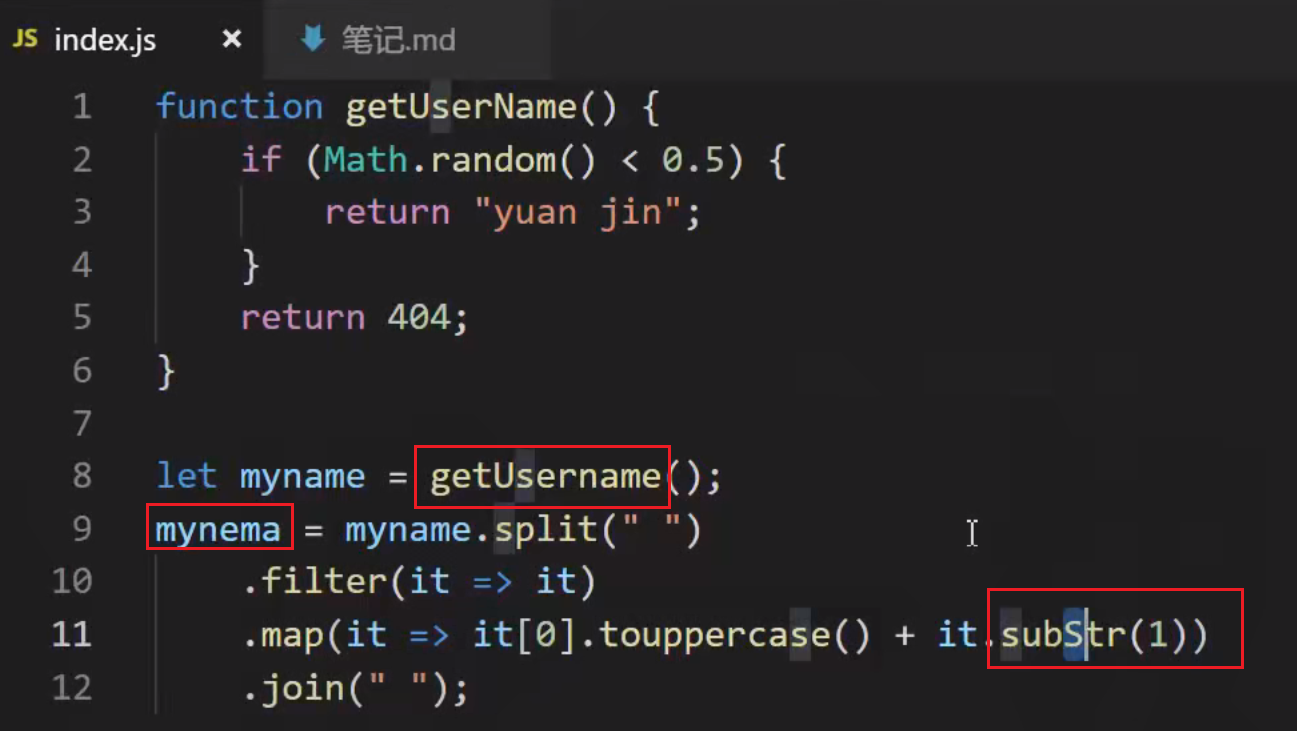 JS index.js × 笔记.md
1 function getUserName() {
2 if (Math.random() < 0.5) {
3 return "yuan jin";
4 }
5 return 404;
6 }
7
8 let myname = getUsername();
9 mynema = myname.split(" ")
10 .filter(it => it)
11 .map(it => it[0].touppercase() + it.subStr(1))
12 .join(" ");